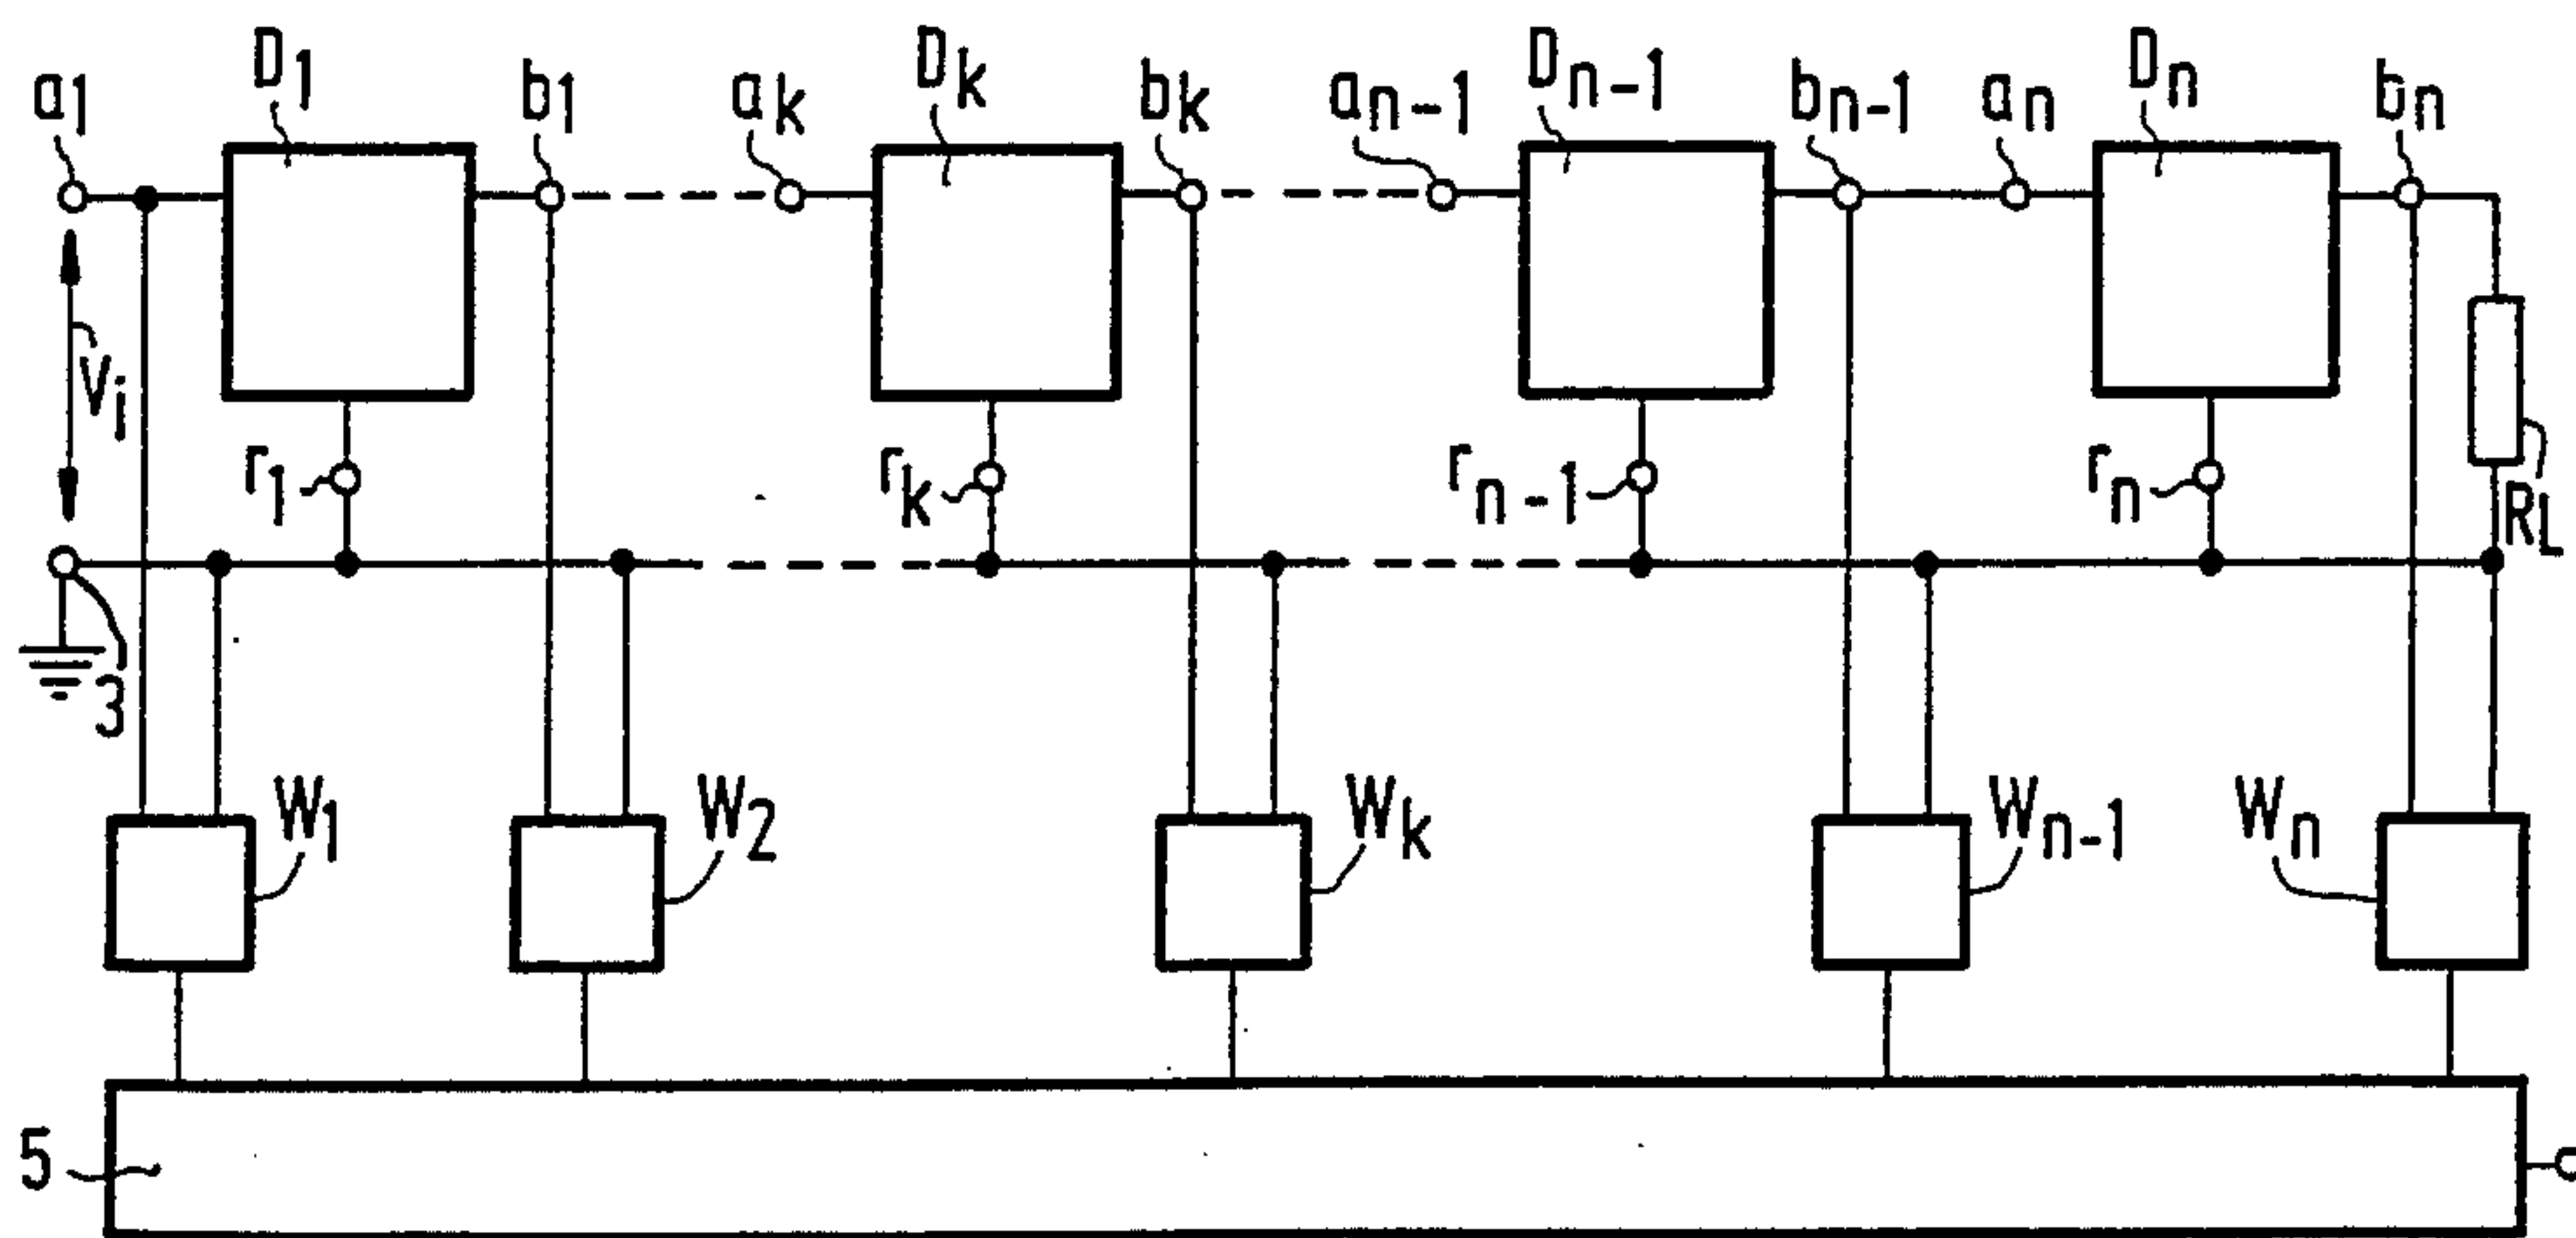 a1 D1 b1 ak Dk bk an-1 Dn-1 bn-1 an Dn bn
Vi
r1 rk rn-1 rn RL
3
W1 W2 Wk Wn-1 Wn
5